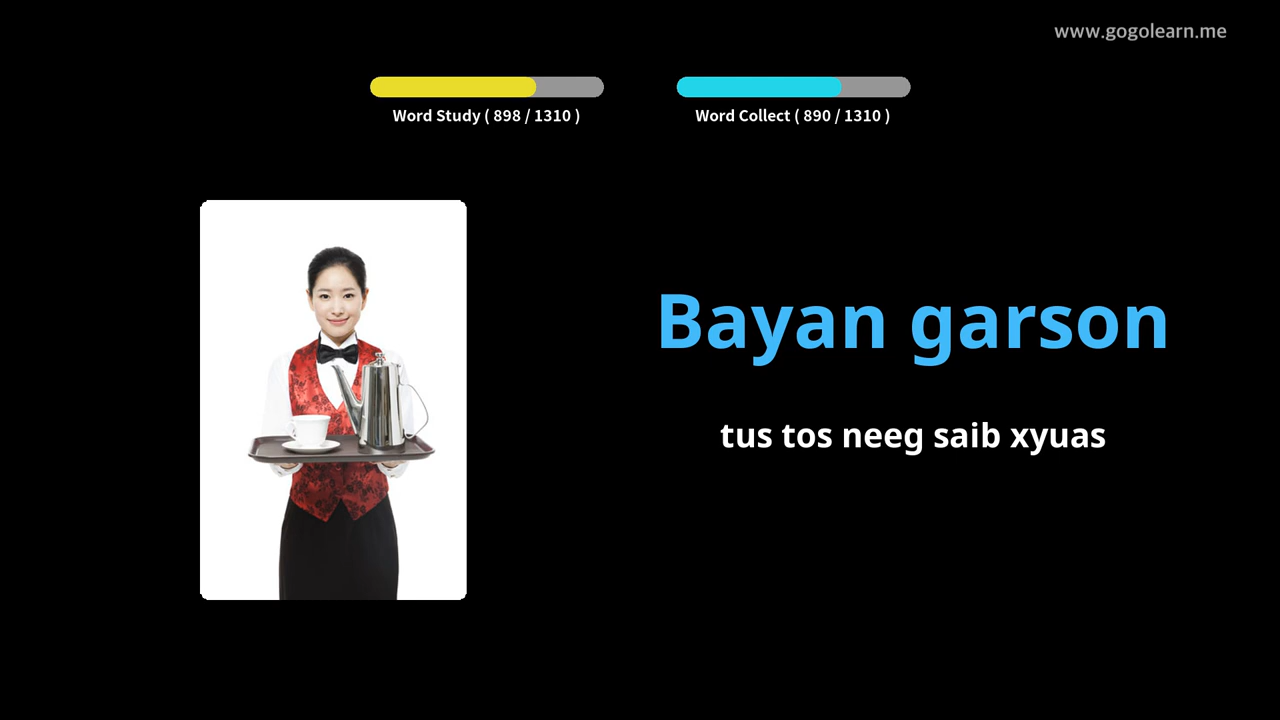 www.gogolearn.me
Word Study ( 898 / 1310 )
Word Collect ( 890 / 1310 )
Bayan garson
tus tos neeg saib xyuas